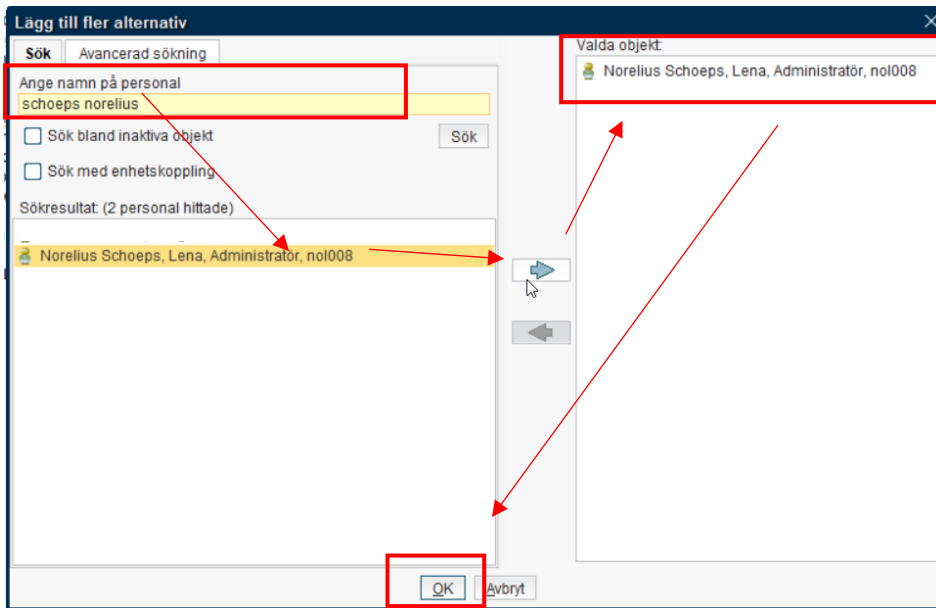 Lägg till fler alternativ
Sök Avancerad sökning
Ange namn på personal
schoeps norelius
Sök bland inaktiva objekt Sök
Sök med enhetskoppling
Sökresultat: (2 personal hittade)
Norelius Schoeps, Lena, Administratör, nol008
Valda objekt:
Norelius Schoeps, Lena, Administratör, nol008
OK Avbryt